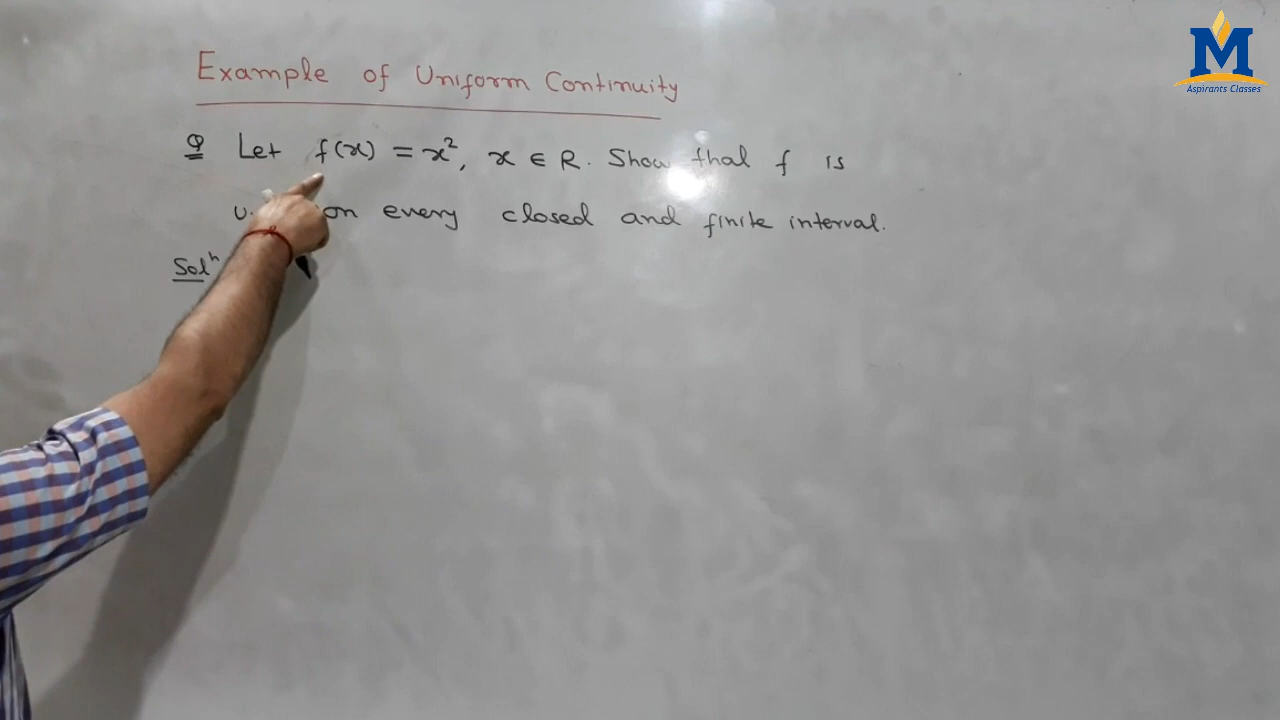 M
Aspirants Classes
Example of Uniform Continuity
Q Let f(x) = x², x ∈ R. Show that f is
on every closed and finite interval.
Solⁿ